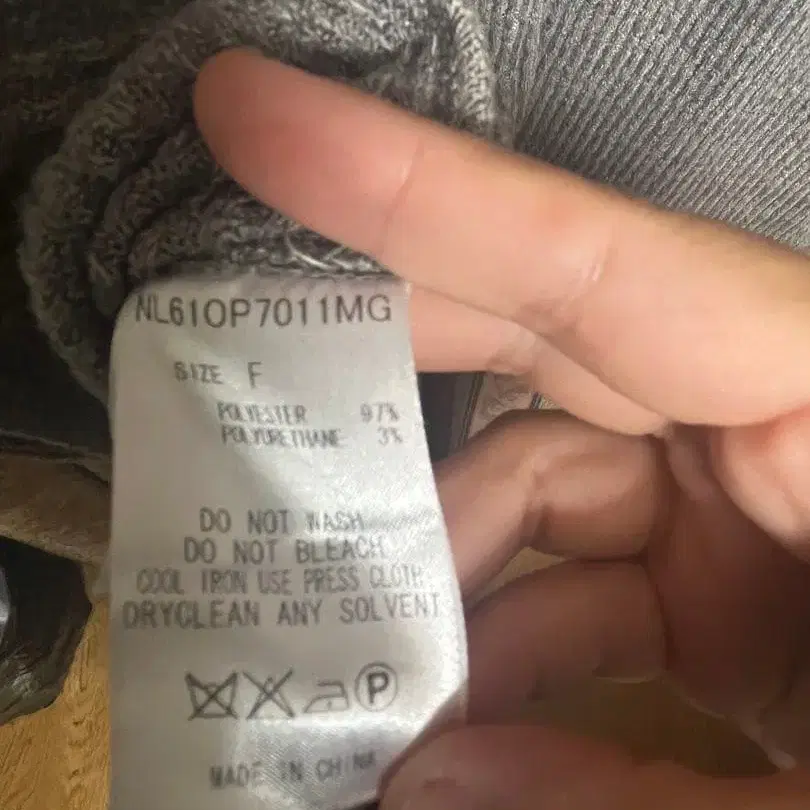 NL61OP7011MG
SIZE F
POLYESTER 97%
POLYURETHANE 3%
DO NOT WASH
DO NOT BLEACH
COOL IRON USE PRESS CLOTH
DRYCLEAN ANY SOLVENT
P
MADE IN CHINA